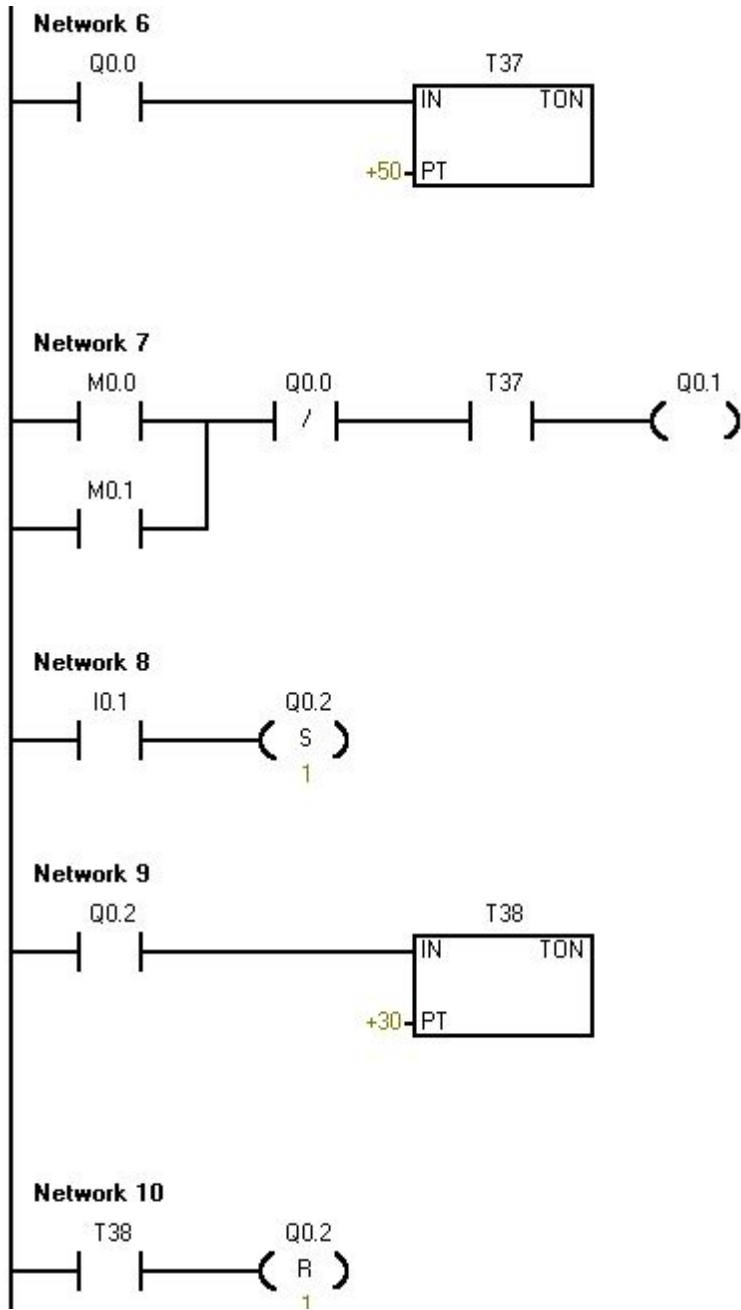 Network 6
Q0.0 T37
IN TON
+50 PT
Network 7
M0.0 Q0.0 T37 Q0.1
/
M0.1
Network 8
I0.1 Q0.2
S
1
Network 9
Q0.2 T38
IN TON
+30 PT
Network 10
T38 Q0.2
R
1